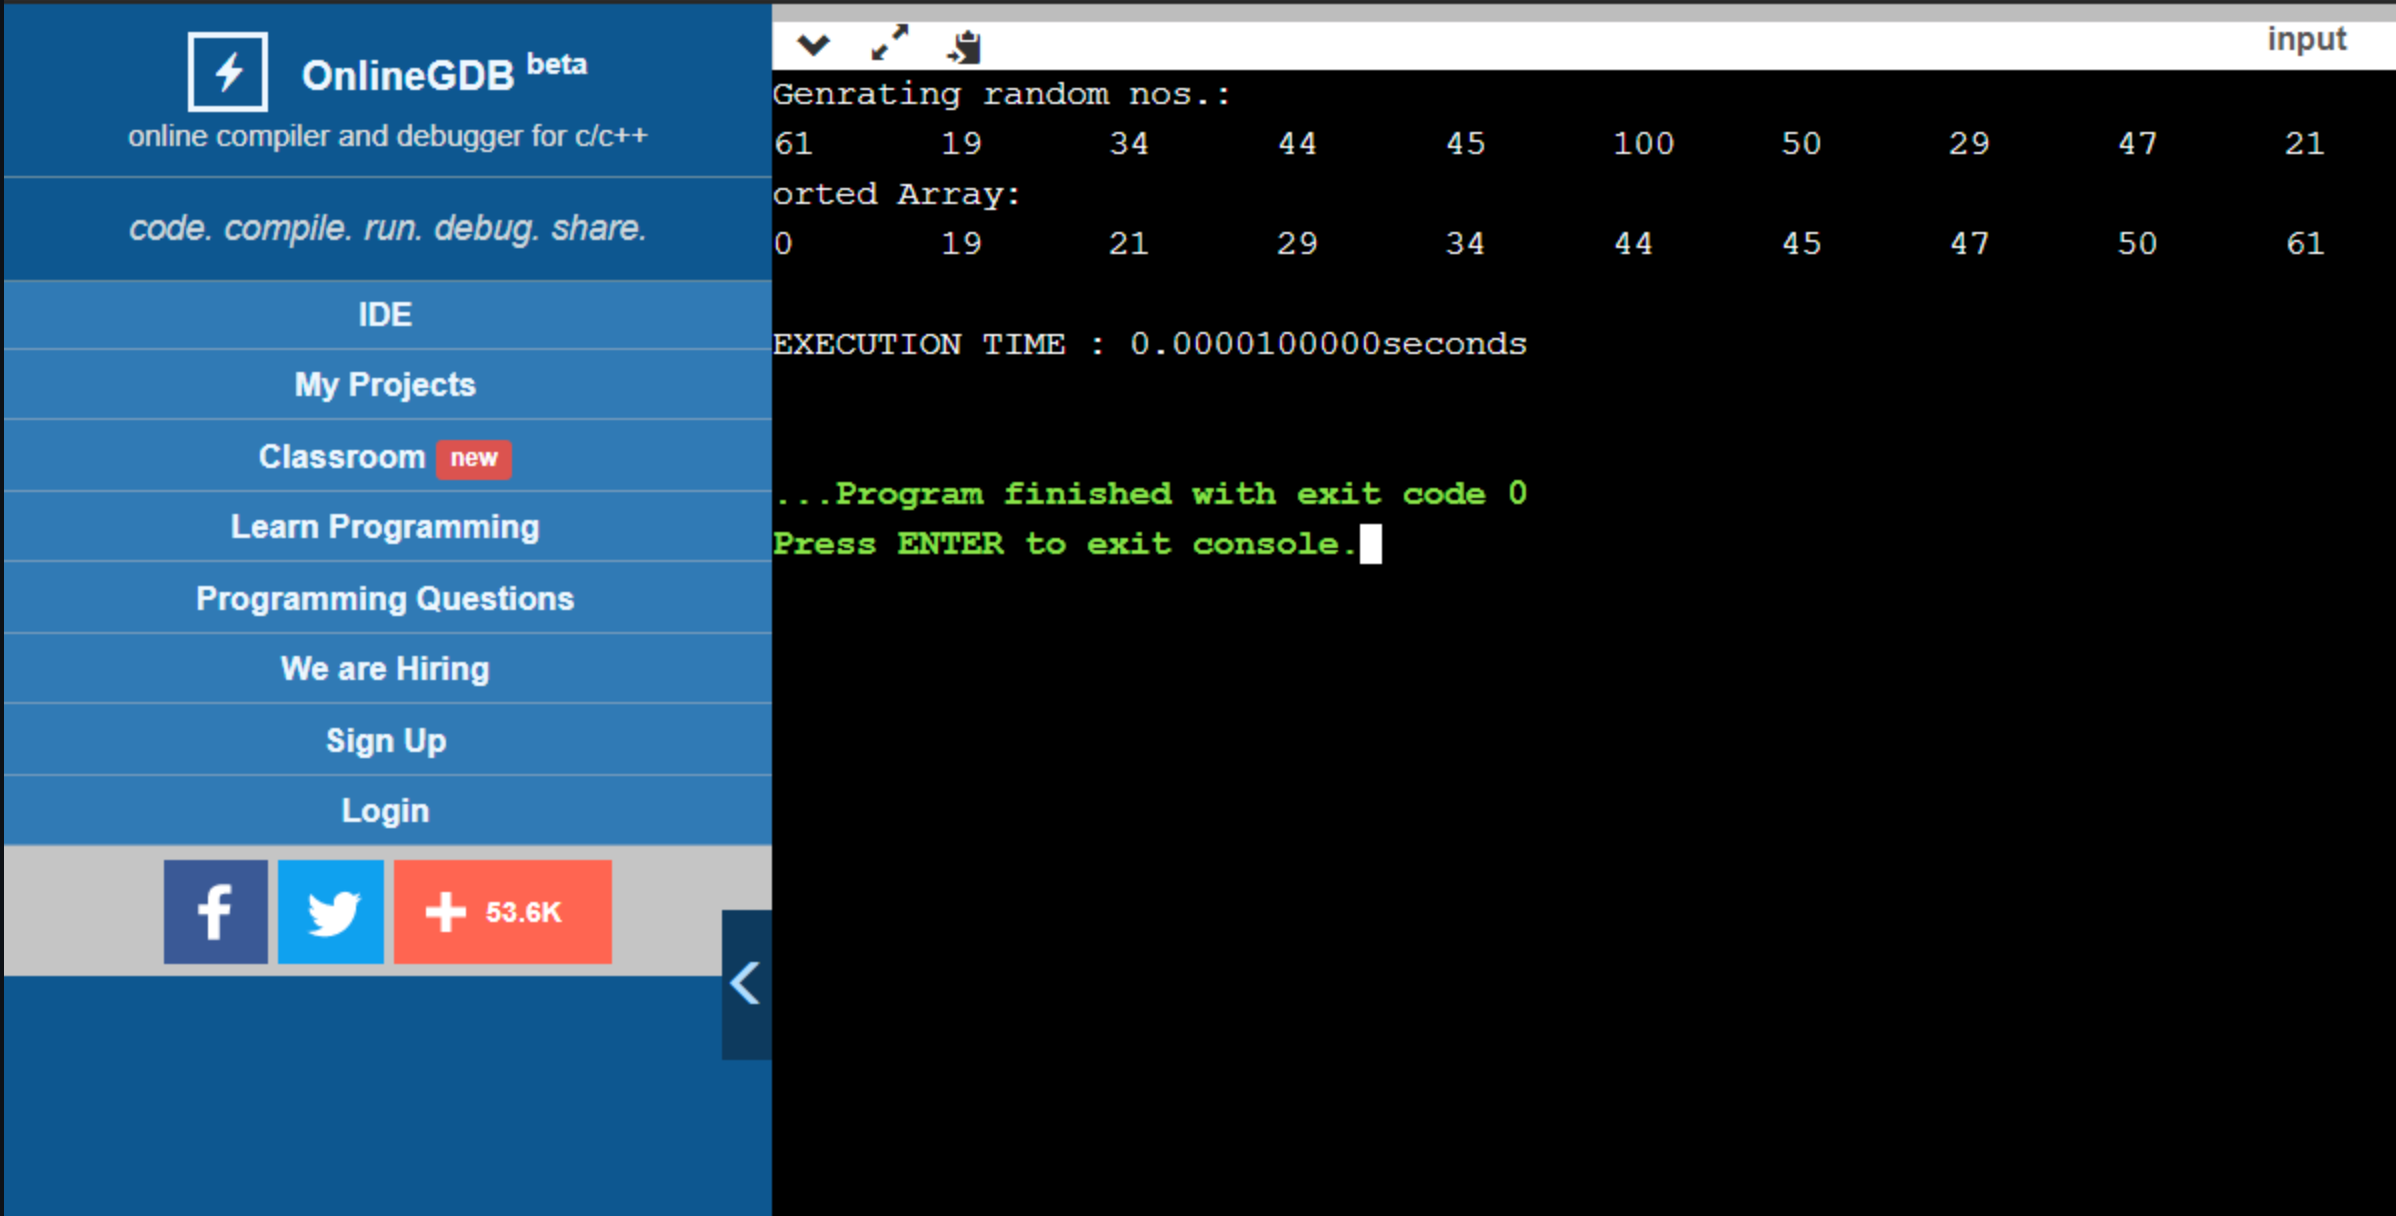 OnlineGDB beta
online compiler and debugger for c/c++
code. compile. run. debug. share.
IDE
My Projects
Classroom new
Learn Programming
Programming Questions
We are Hiring
Sign Up
Login
53.6K
input
Genrating random nos.:
61 19 34 44 45 100 50 29 47 21
orted Array:
0 19 21 29 34 44 45 47 50 61
EXECUTION TIME : 0.0000100000seconds
...Program finished with exit code 0
Press ENTER to exit console.